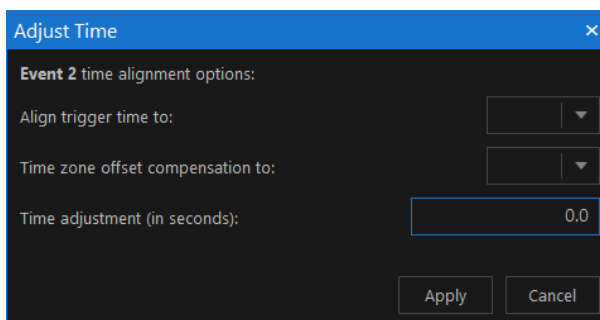 Adjust Time
Event 2 time alignment options:
Align trigger time to:
Time zone offset compensation to:
Time adjustment (in seconds): 0.0
Apply Cancel